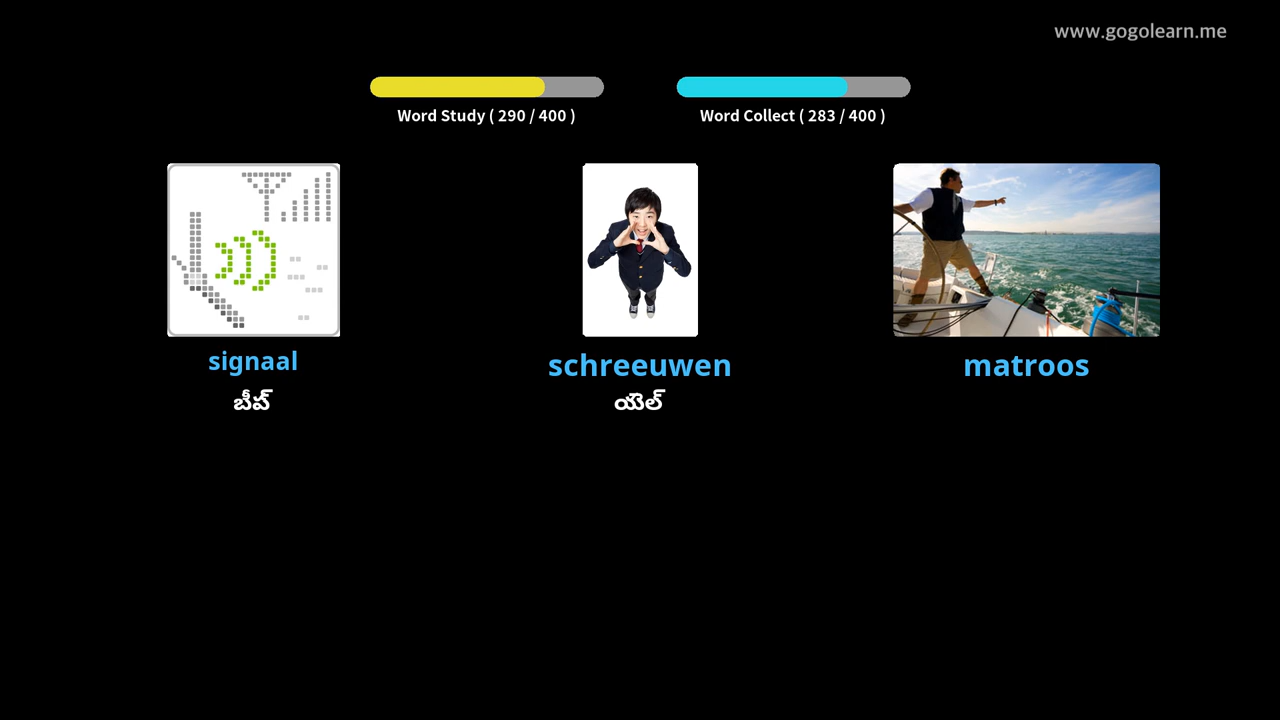 www.gogolearn.me
Word Study ( 290 / 400 )
Word Collect ( 283 / 400 )
signaal
schreeuwen
matroos
బీప్
యెల్